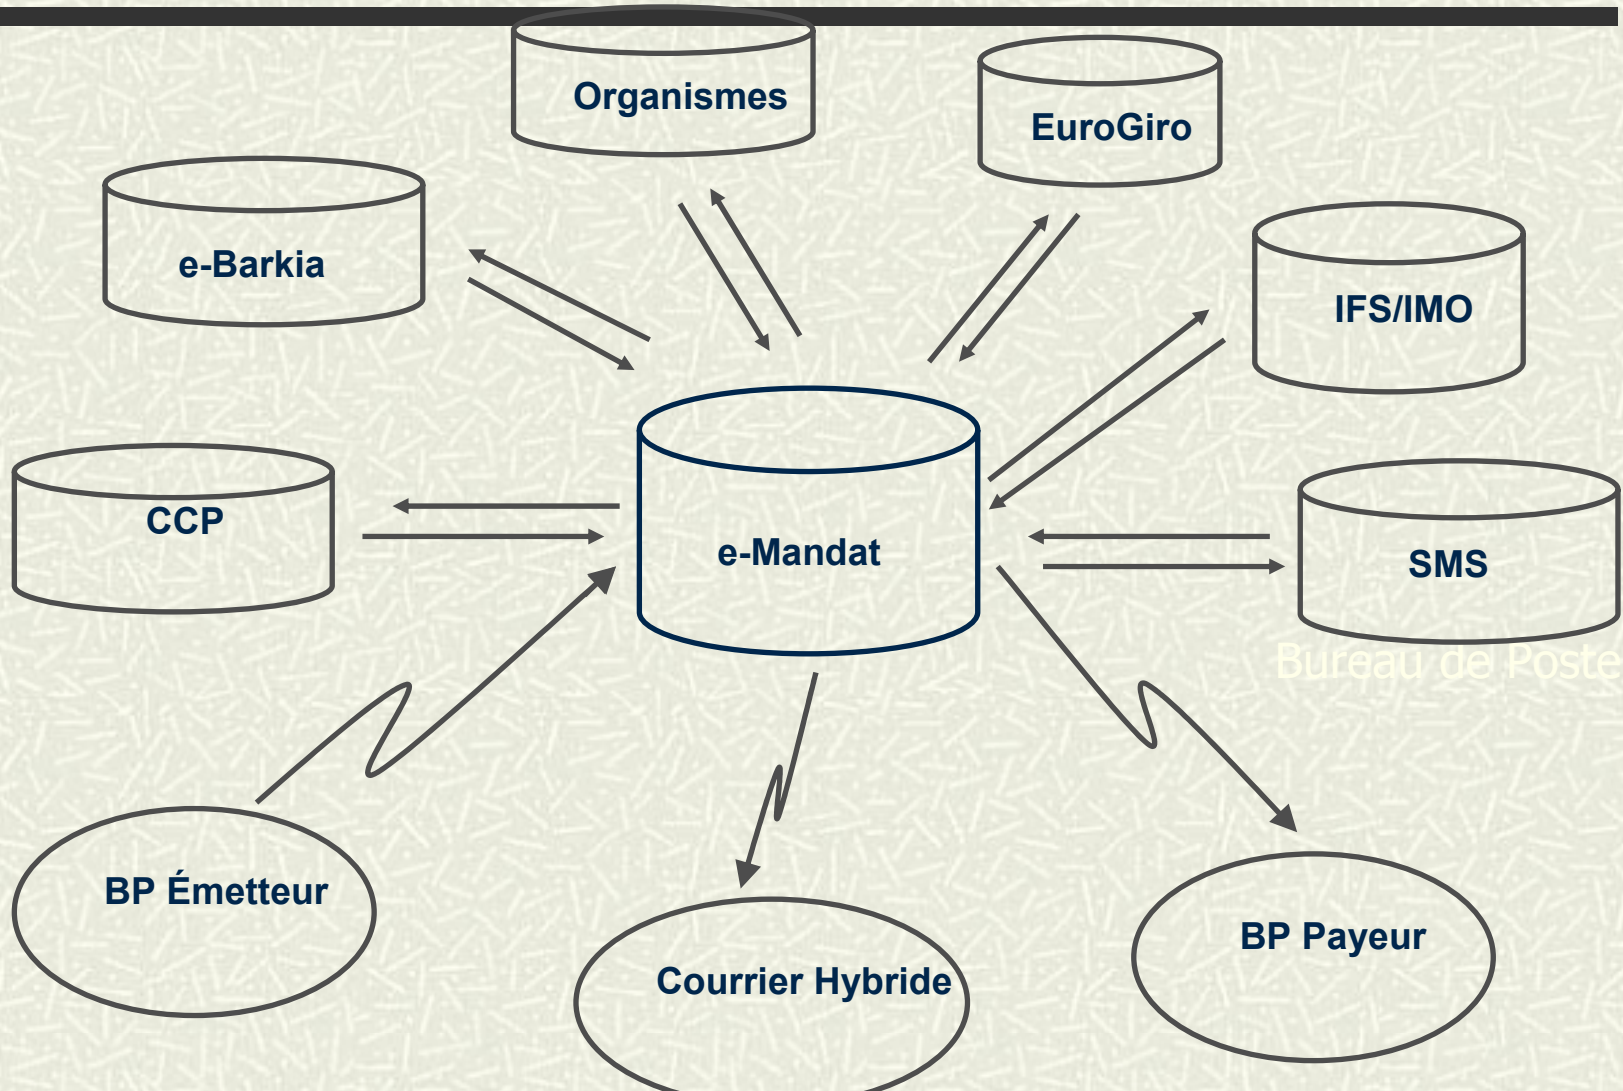 Organismes
EuroGiro
e-Barkia
IFS/IMO
CCP
e-Mandat
SMS
Bureau de Poste
BP Émetteur
BP Payeur
Courrier Hybride